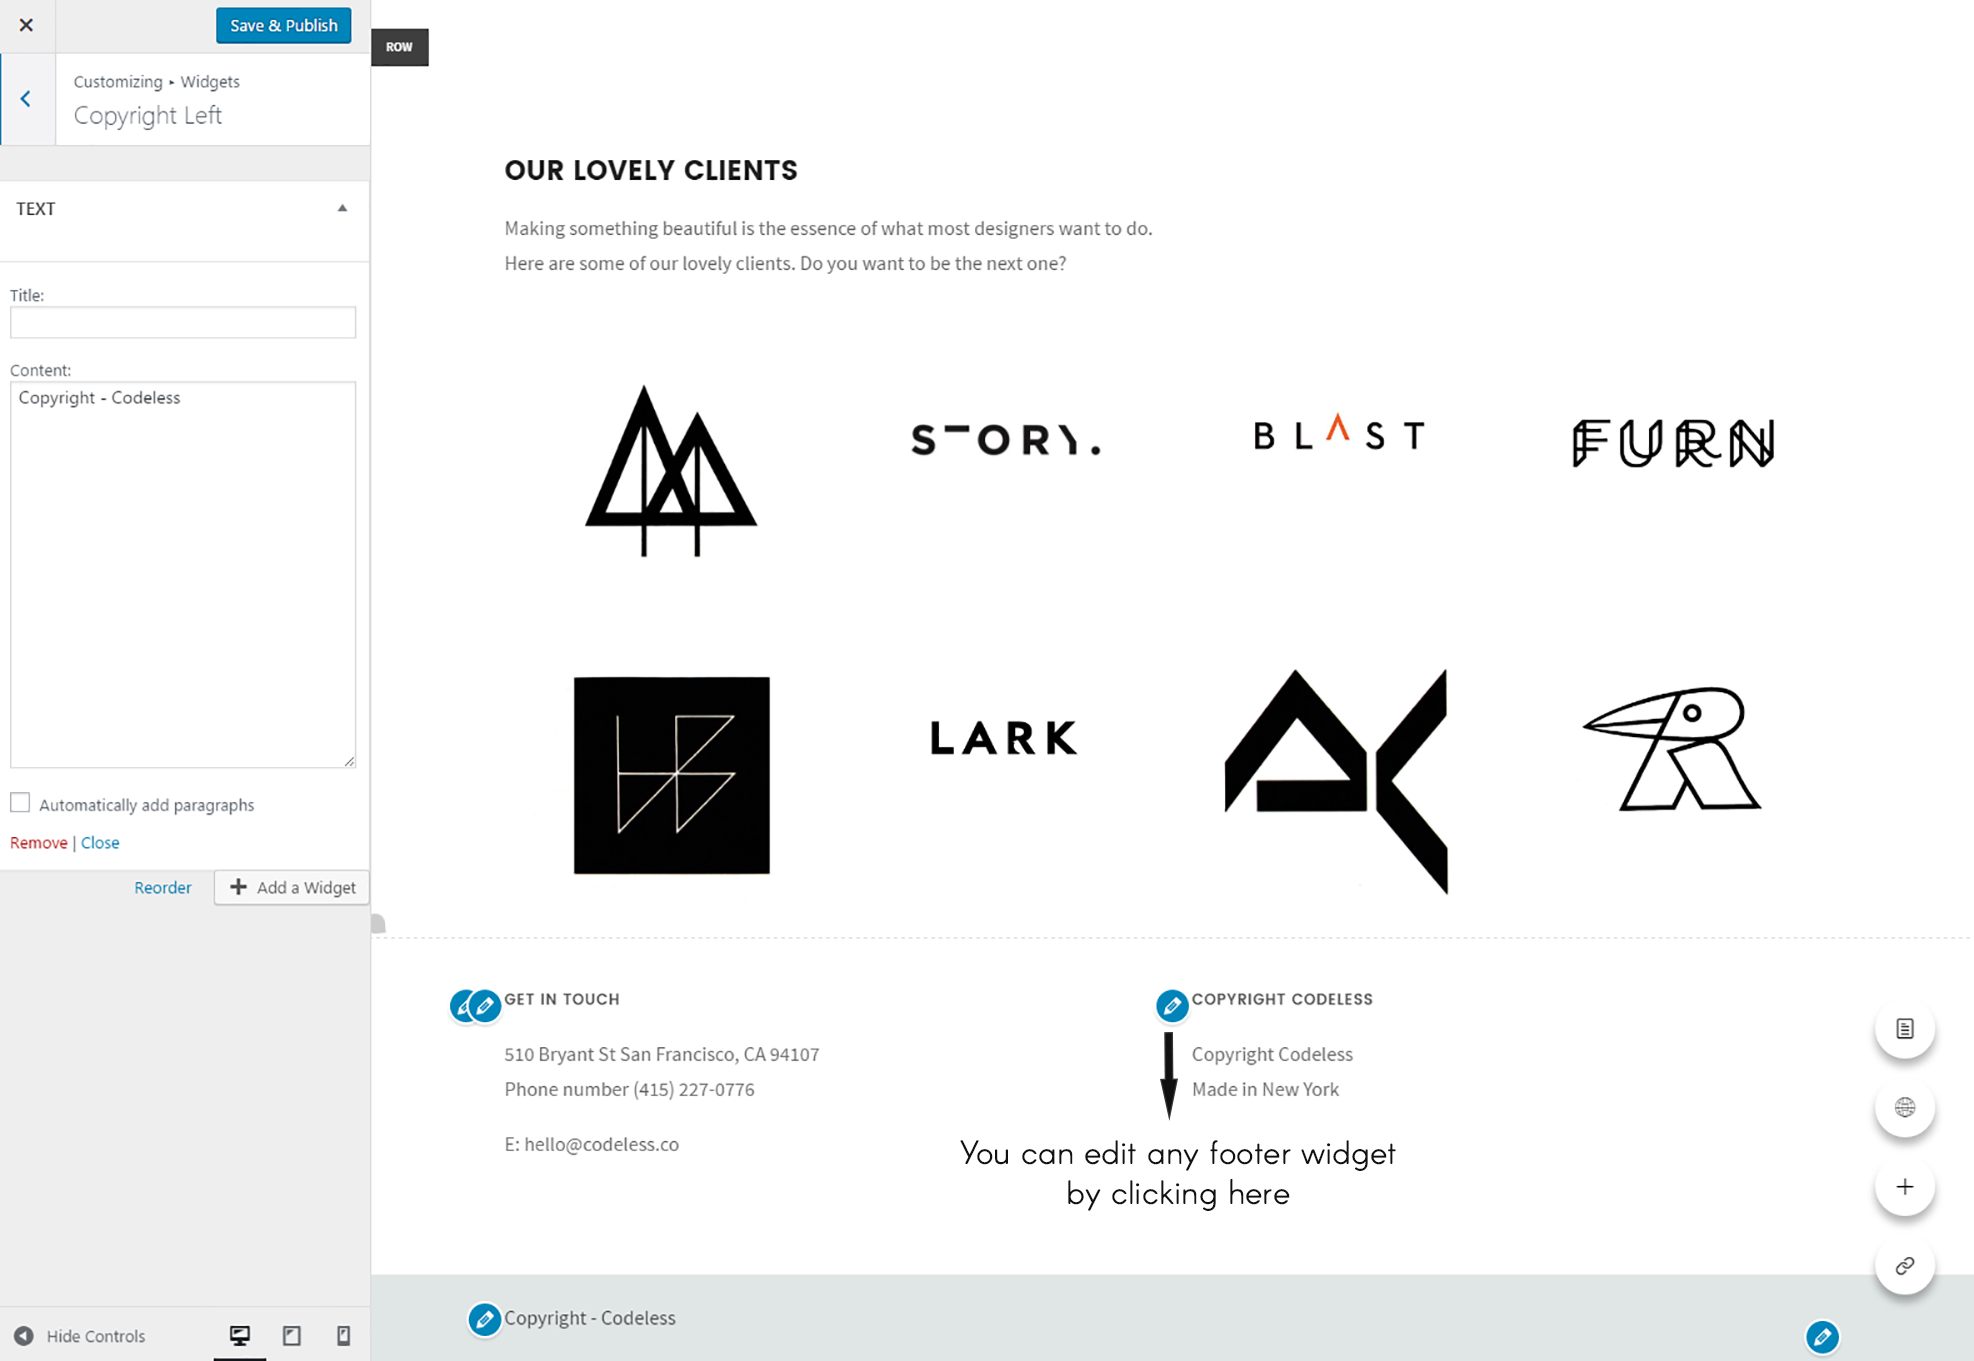 Save & Publish
Customizing ▸ Widgets
Copyright Left
TEXT
Title:
Content:
Copyright - Codeless
Automatically add paragraphs
Remove | Close
Reorder
Add a Widget
Hide Controls
ROW
OUR LOVELY CLIENTS
Making something beautiful is the essence of what most designers want to do.
Here are some of our lovely clients. Do you want to be the next one?
STORY.
BLAST
FURN
LARK
GET IN TOUCH
510 Bryant St San Francisco, CA 94107
Phone number (415) 227-0776
E: hello@codeless.co
COPYRIGHT CODELESS
Copyright Codeless
Made in New York
You can edit any footer widget
by clicking here
Copyright - Codeless